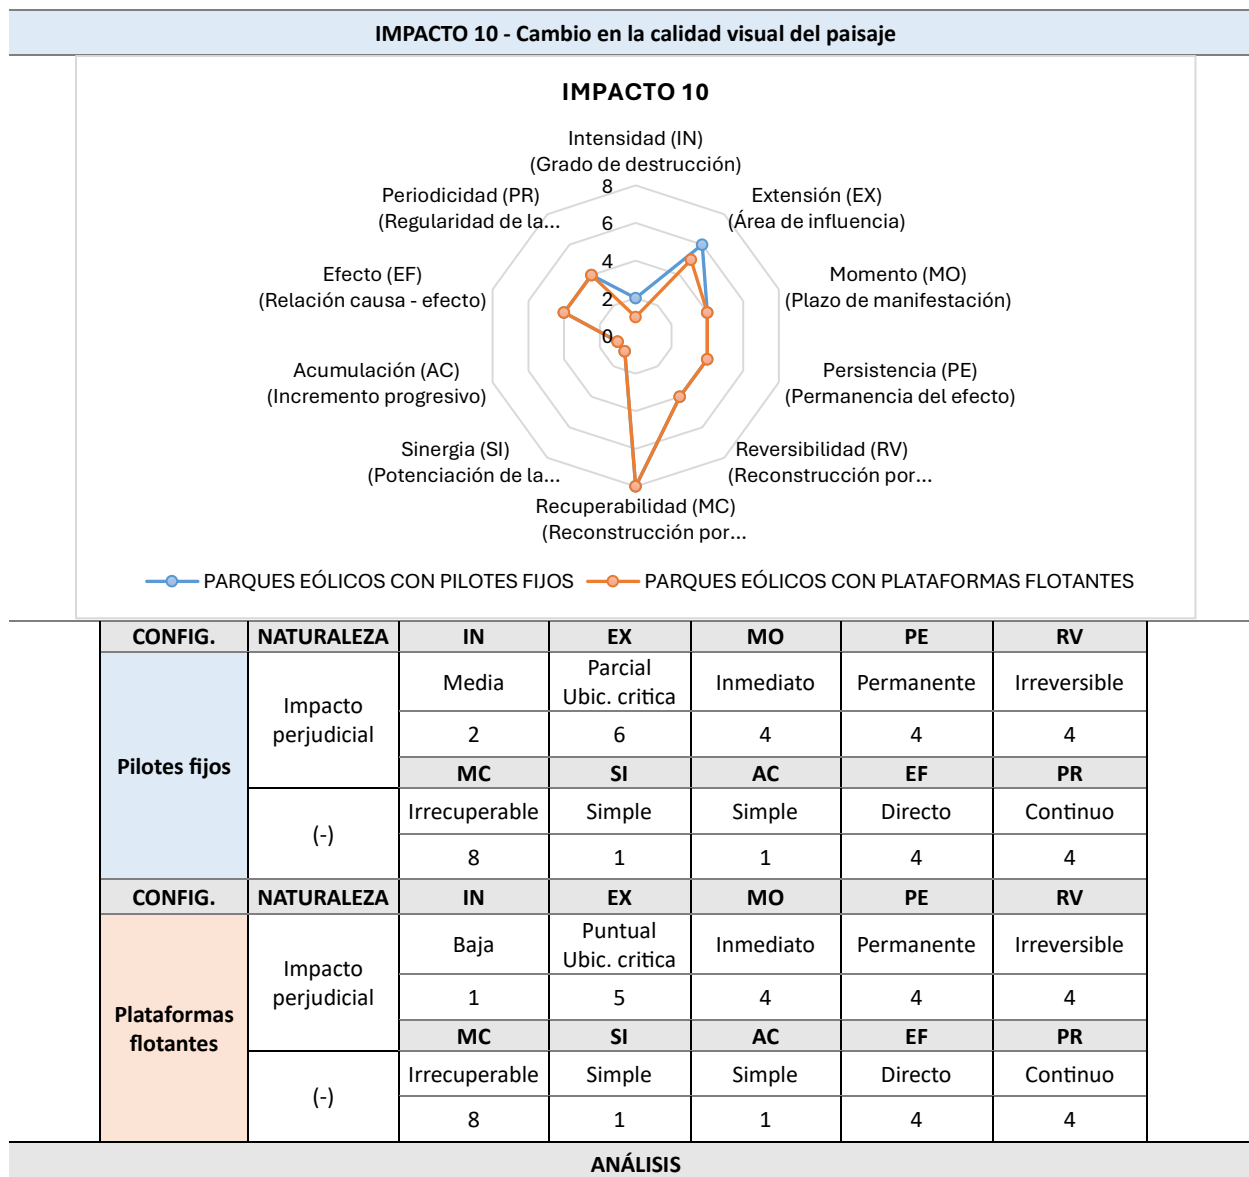 IMPACTO 10 - Cambio en la calidad visual del paisaje
IMPACTO 10
Intensidad (IN)
(Grado de destrucción)
Periodicidad (PR)
(Regularidad de la...
Extensión (EX)
(Área de influencia)
Efecto (EF)
(Relación causa - efecto)
Momento (MO)
(Plazo de manifestación)
Acumulación (AC)
(Incremento progresivo)
Persistencia (PE)
(Permanencia del efecto)
Sinergia (SI)
(Potenciación de la...
Reversibilidad (RV)
(Reconstrucción por...
Recuperabilidad (MC)
(Reconstrucción por...
8
6
4
2
0
PARQUES EÓLICOS CON PILOTES FIJOS PARQUES EÓLICOS CON PLATAFORMAS FLOTANTES
CONFIG. NATURALEZA IN EX MO PE RV
Pilotes fijos
Impacto
perjudicial
Media Parcial Ubic. critica Inmediato Permanente Irreversible
2 6 4 4 4
MC SI AC EF PR
(-)
Irrecuperable Simple Simple Directo Continuo
8 1 1 4 4
CONFIG. NATURALEZA IN EX MO PE RV
Plataformas
flotantes
Impacto
perjudicial
Baja Puntual Ubic. critica Inmediato Permanente Irreversible
1 5 4 4 4
MC SI AC EF PR
(-)
Irrecuperable Simple Simple Directo Continuo
8 1 1 4 4
ANÁLISIS